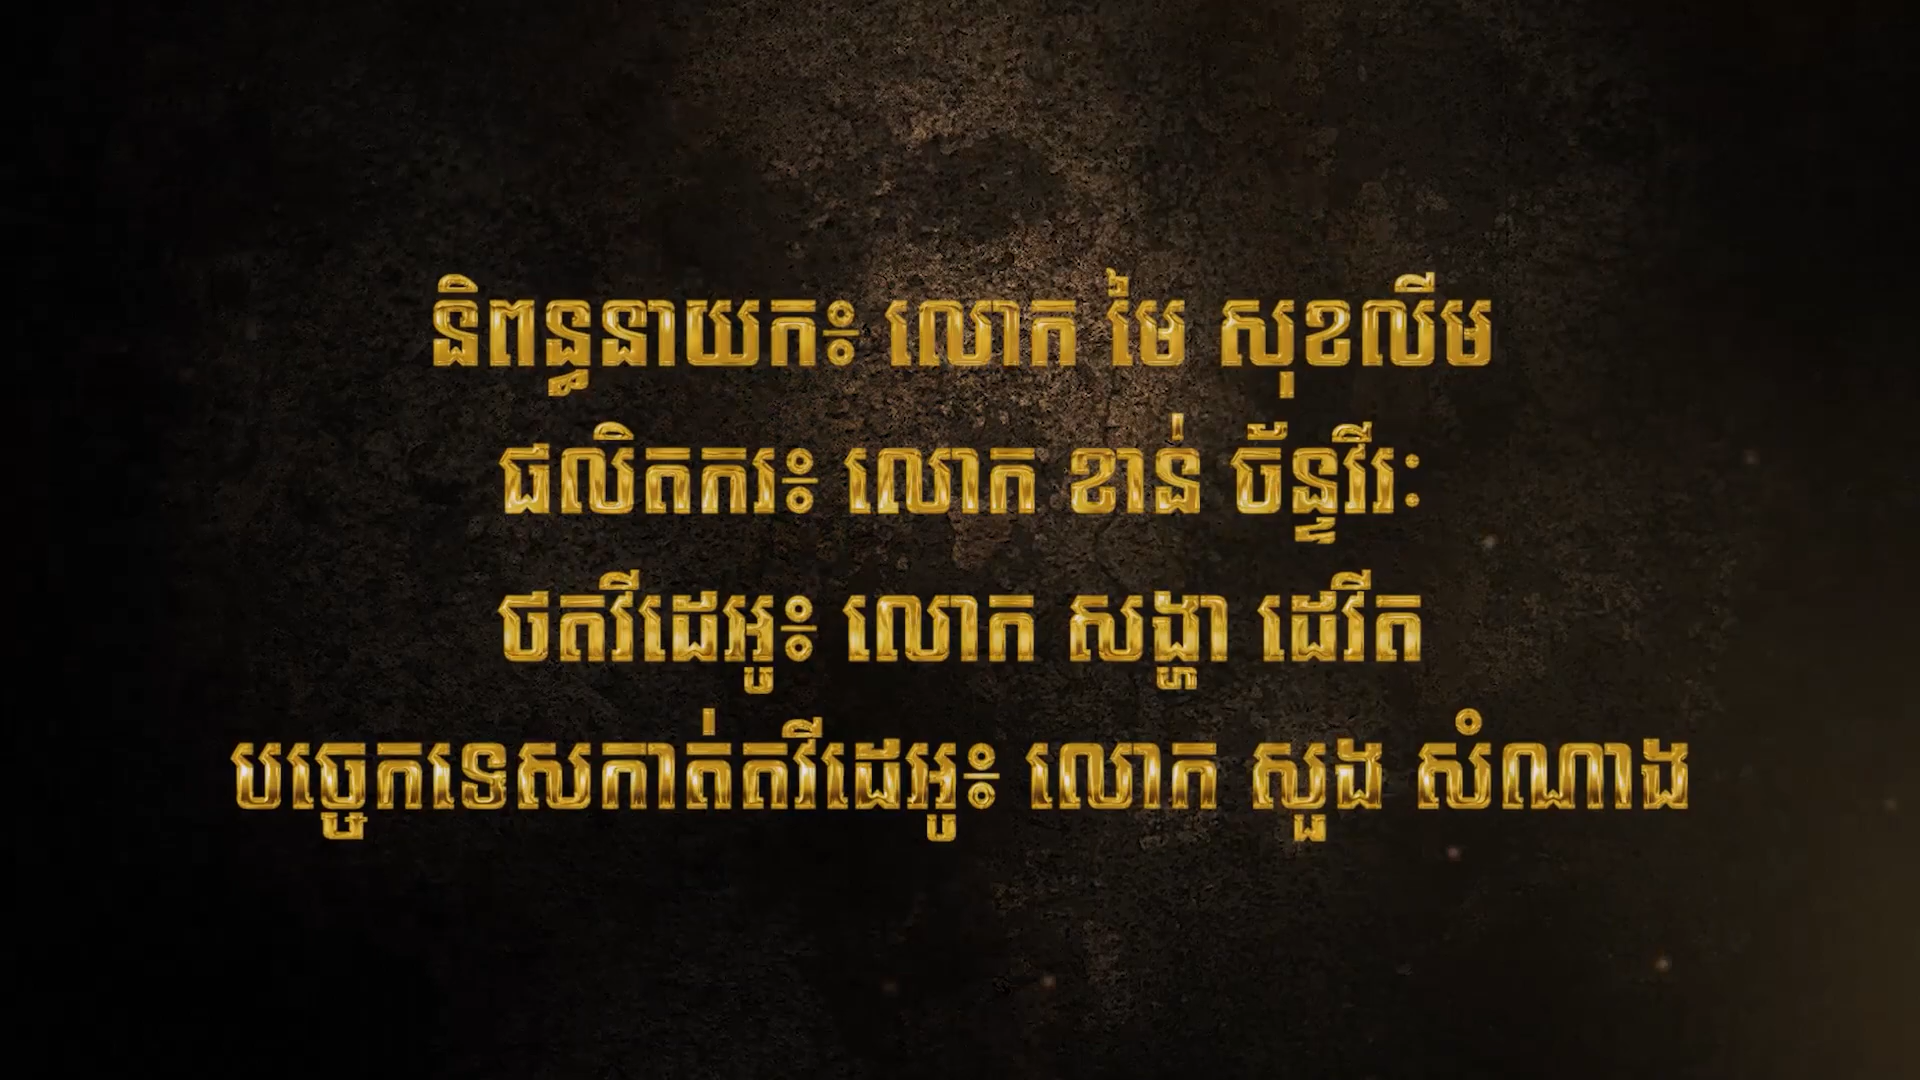 និពន្ធនាយក៖ លោក ម៉ៃ សុខលីម
ផលិតករ៖ លោក ខាន់ ច័ន្ទវីរៈ
ថតវីដេអូ៖ លោក សង្ហា ដេវីត
បច្ចេកទេសកាត់តវីដេអូ៖ លោក សួង សំណាង